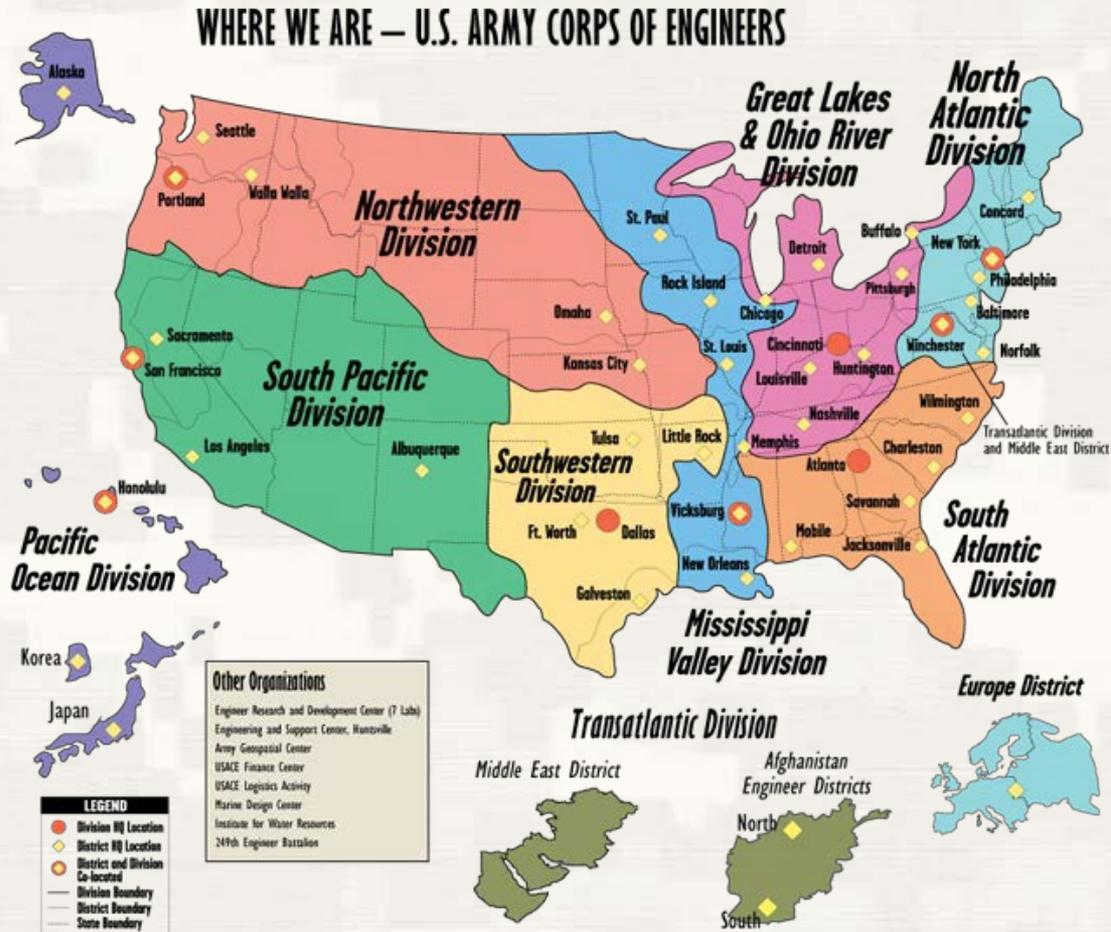 WHERE WE ARE – U.S. ARMY CORPS OF ENGINEERS
Alaska
Seattle
Portland
Walla Walla
Northwestern
Division
Omaha
Kansas City
Great Lakes
& Ohio River
Division
North
Atlantic
Division
St. Paul
Rock Island
St. Louis
Chicago
Detroit
Buffalo
Pittsburgh
Cincinnati
Louisville
Huntington
Nashville
Concord
New York
Philadelphia
Baltimore
Winchester
Norfolk
Transatlantic Division
and Middle East District
Sacramento
San Francisco
Los Angeles
Albuquerque
South Pacific
Division
Tulsa
Little Rock
Southwestern
Division
Ft. Worth
Dallas
Galveston
Memphis
Vicksburg
New Orleans
Mississippi
Valley Division
Wilmington
Charleston
Atlanta
Savannah
Mobile
Jacksonville
South
Atlantic
Division
Honolulu
Pacific
Ocean Division
Korea
Japan
Other Organizations
Engineer Research and Development Center (7 Labs)
Engineering and Support Center, Huntsville
Army Geospatial Center
USACE Finance Center
USACE Logistics Activity
Marine Design Center
Institute for Water Resources
249th Engineer Battalion
LEGEND
Division HQ Location
District HQ Location
District and Division
Co-located
Division Boundary
District Boundary
State Boundary
Transatlantic Division
Middle East District
Afghanistan
Engineer Districts
North
South
Europe District